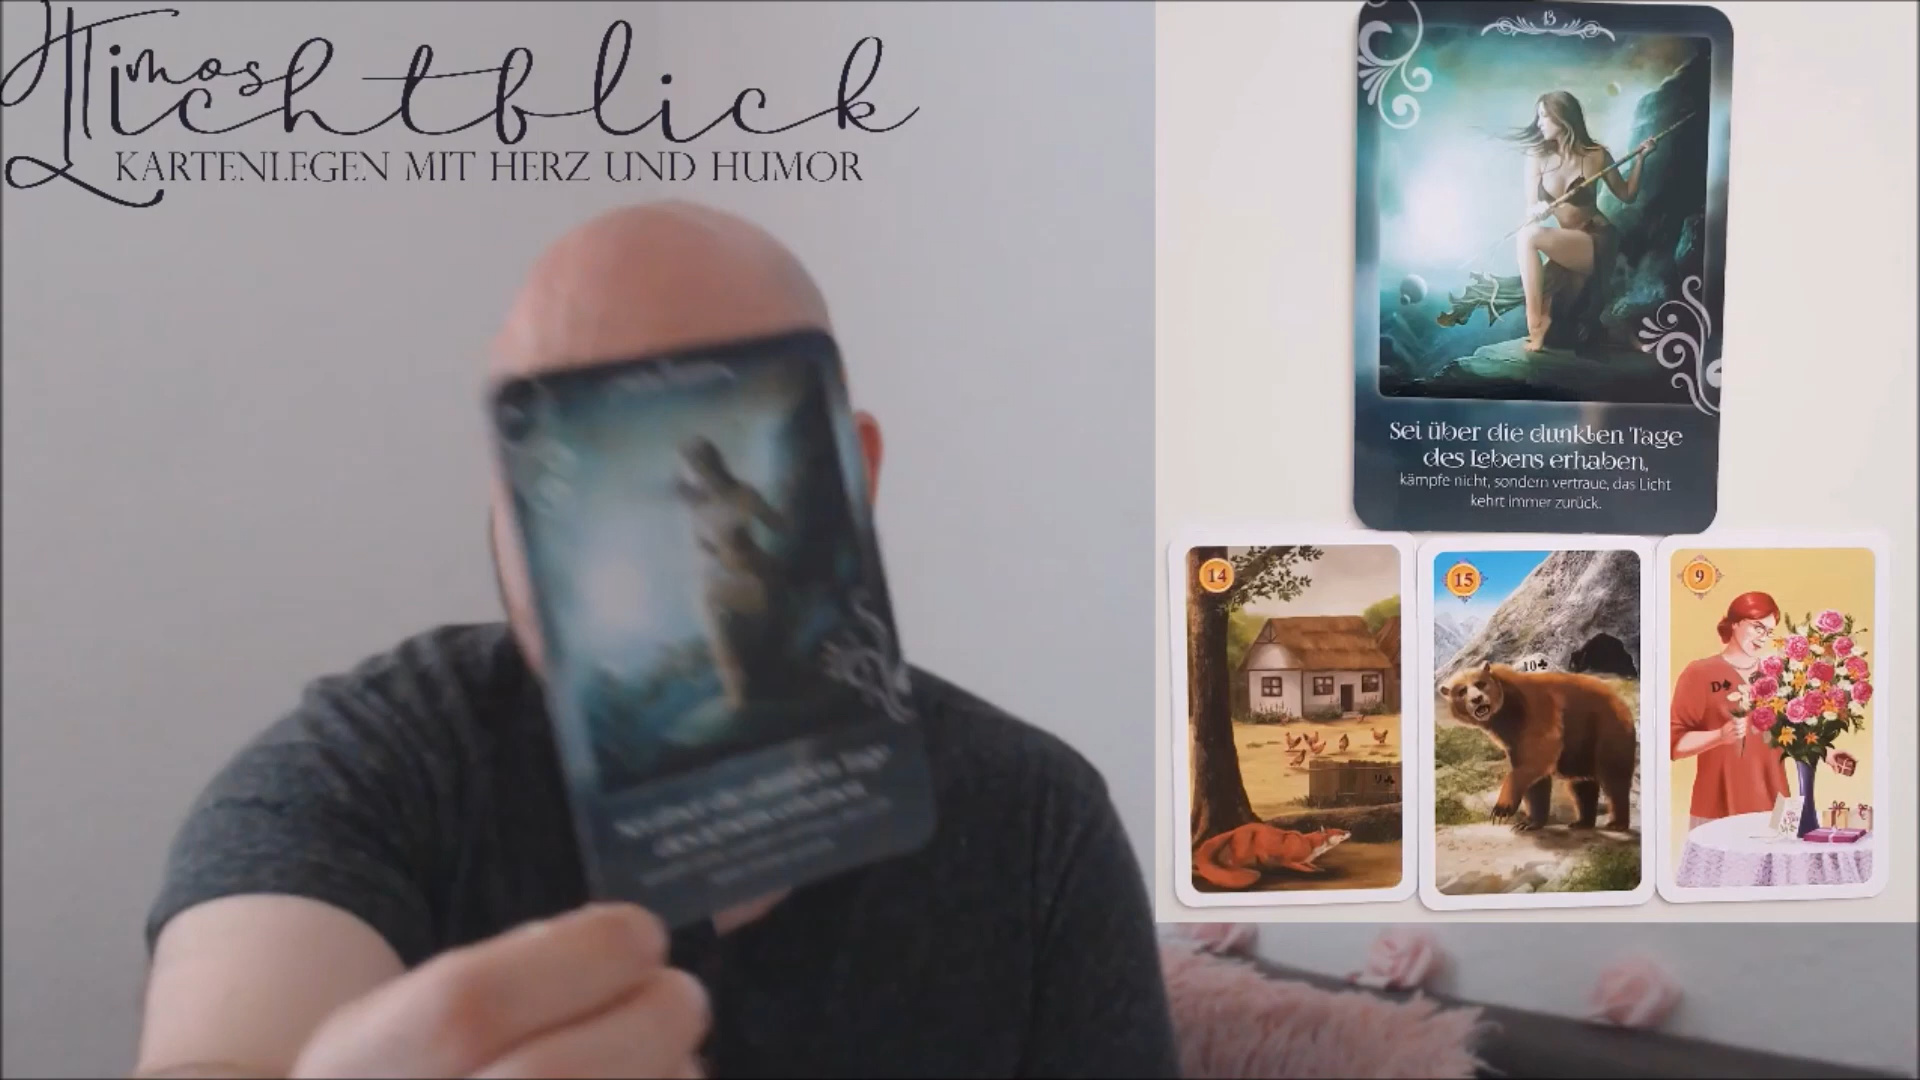 Timos
Lichtblick
KARTENLEGEN MIT HERZ UND HUMOR
13
Sei über die dunklen Tage
des Lebens erhaben,
kämpfe nicht, sondern vertraue, das Licht
kehrt immer zurück.
14
15
9
10♣
D♠
9♣